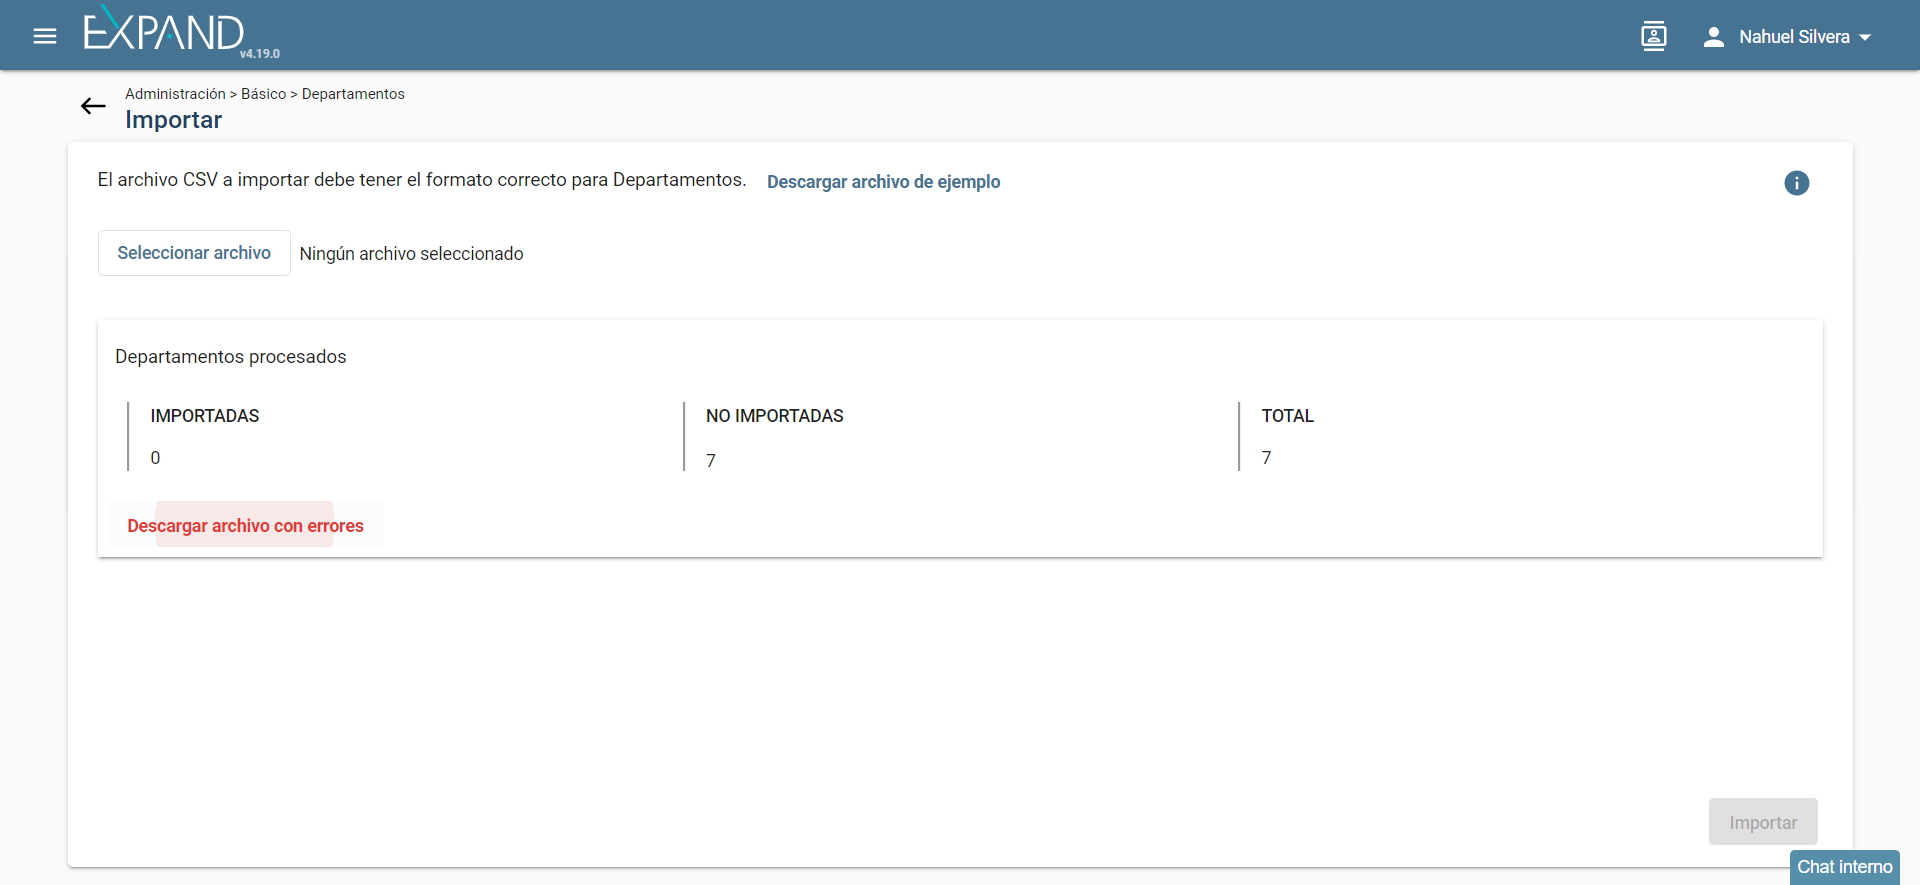 EXPAND
v4.19.0
Nahuel Silvera
Administración > Básico > Departamentos
Importar
El archivo CSV a importar debe tener el formato correcto para Departamentos. Descargar archivo de ejemplo
Seleccionar archivo Ningún archivo seleccionado
Departamentos procesados
IMPORTADAS NO IMPORTADAS TOTAL
0 7 7
Descargar archivo con errores
Importar
Chat interno